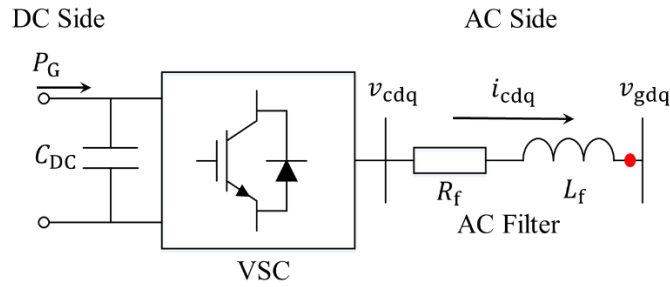 DC Side
AC Side
P_G
v_cdq
i_cdq
v_gdq
C_DC
R_f
L_f
AC Filter
VSC